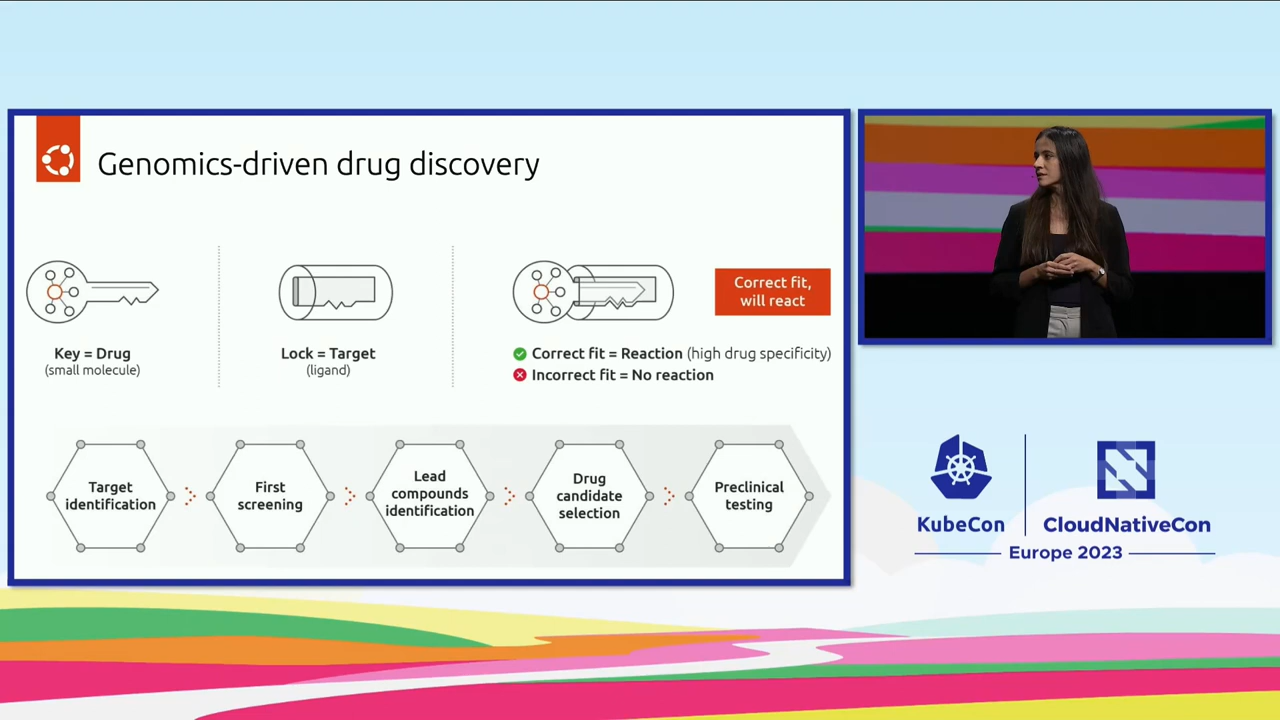 Genomics-driven drug discovery
Key = Drug
(small molecule)
Lock = Target
(ligand)
Correct fit,
will react
Correct fit = Reaction (high drug specificity)
Incorrect fit = No reaction
Target
identification
First
screening
Lead
compounds
identification
Drug
candidate
selection
Preclinical
testing
KubeCon
CloudNativeCon
Europe 2023